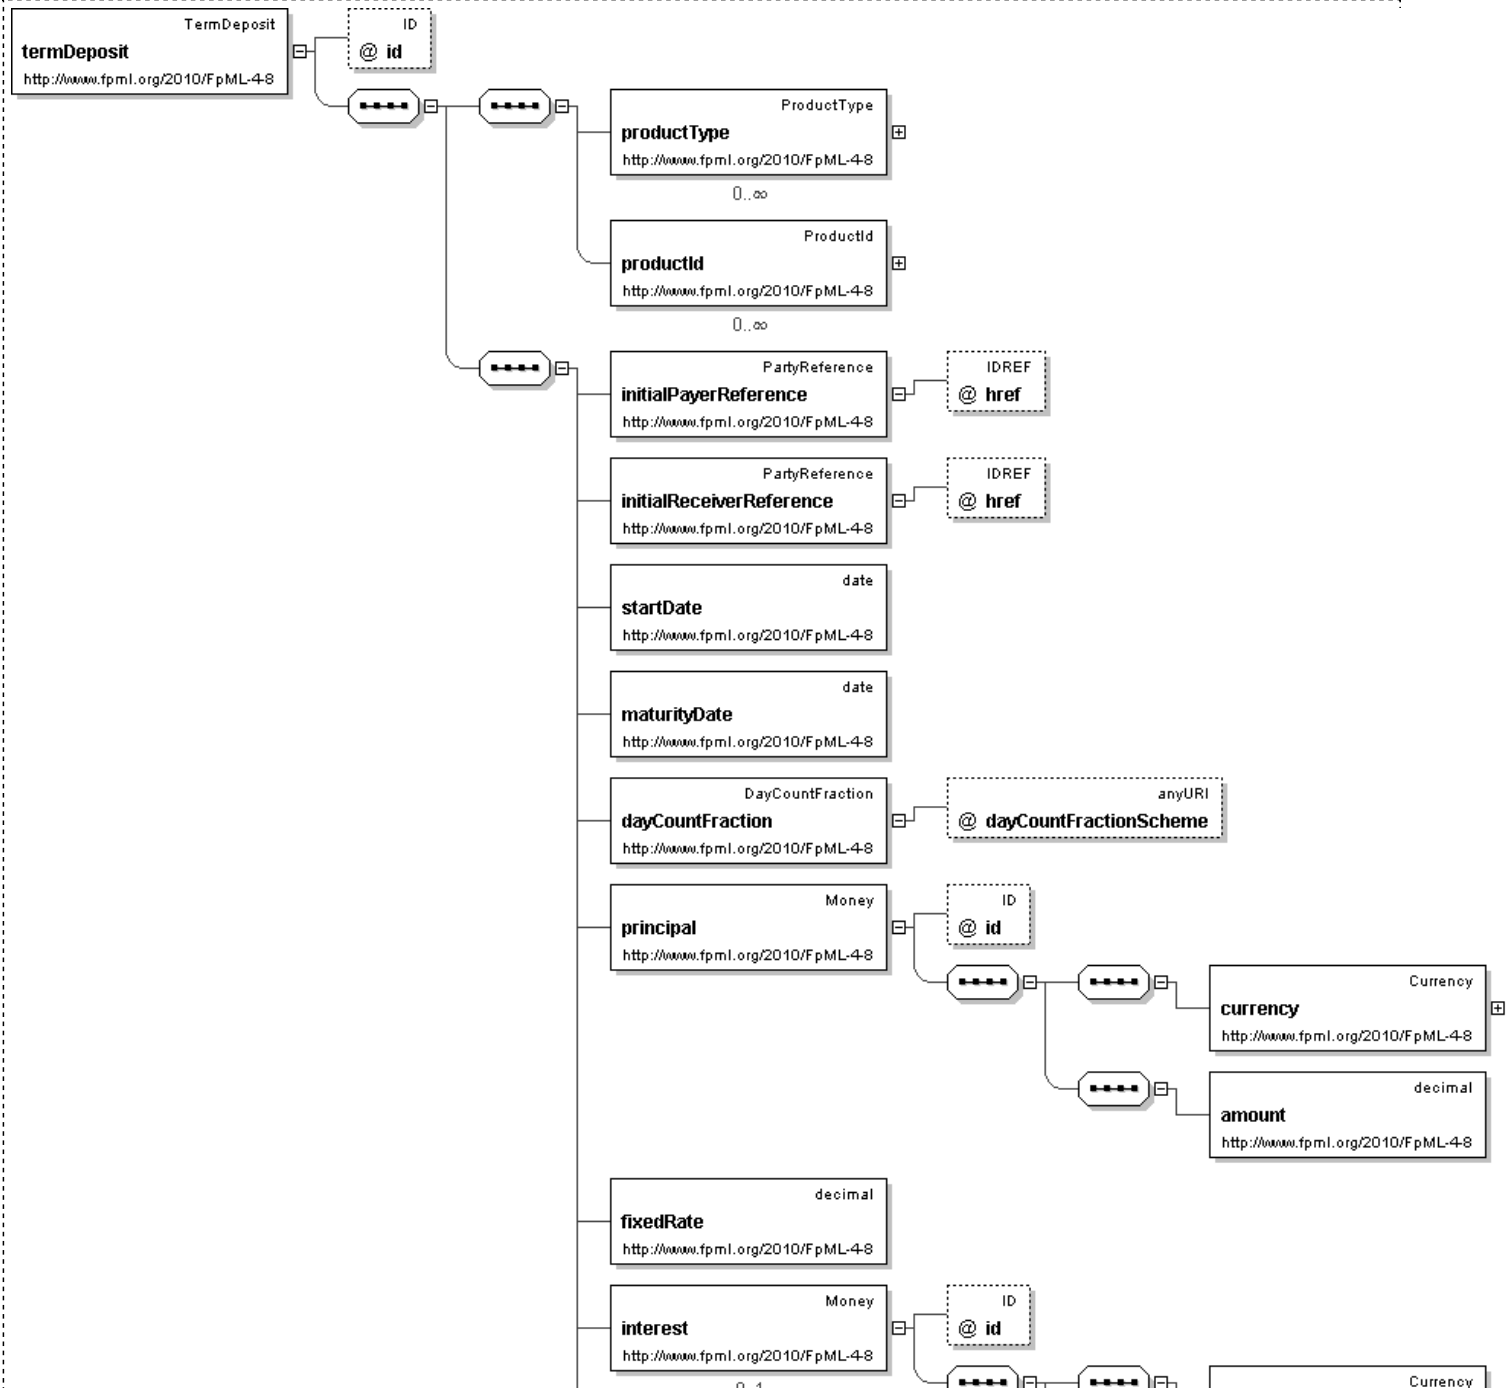 TermDeposit
termDeposit
http://www.fpml.org/2010/FpML-4-8
ID
@ id
ProductType
productType
http://www.fpml.org/2010/FpML-4-8
0..∞
ProductId
productId
http://www.fpml.org/2010/FpML-4-8
0..∞
PartyReference
initialPayerReference
http://www.fpml.org/2010/FpML-4-8
IDREF
@ href
PartyReference
initialReceiverReference
http://www.fpml.org/2010/FpML-4-8
IDREF
@ href
date
startDate
http://www.fpml.org/2010/FpML-4-8
date
maturityDate
http://www.fpml.org/2010/FpML-4-8
DayCountFraction
dayCountFraction
http://www.fpml.org/2010/FpML-4-8
anyURI
@ dayCountFractionScheme
Money
principal
http://www.fpml.org/2010/FpML-4-8
ID
@ id
Currency
currency
http://www.fpml.org/2010/FpML-4-8
decimal
amount
http://www.fpml.org/2010/FpML-4-8
decimal
fixedRate
http://www.fpml.org/2010/FpML-4-8
Money
interest
http://www.fpml.org/2010/FpML-4-8
0..1
ID
@ id
Currency